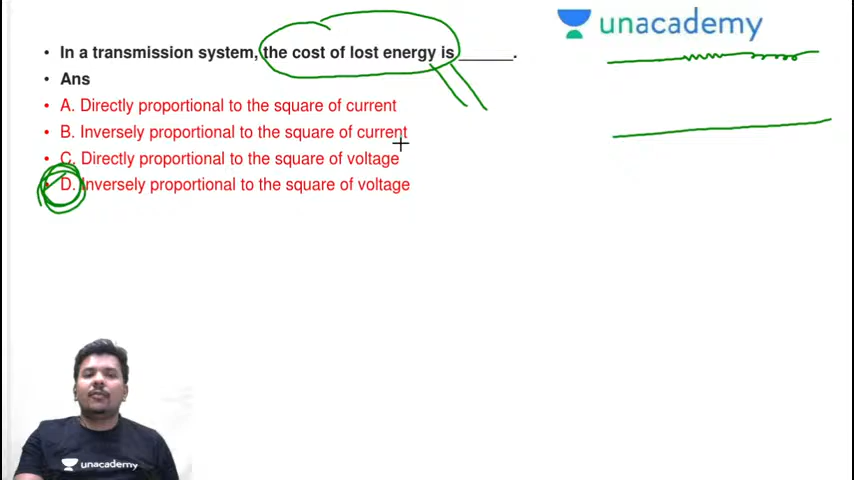 unacademy
In a transmission system, the cost of lost energy is ______.
Ans
A. Directly proportional to the square of current
B. Inversely proportional to the square of current
C. Directly proportional to the square of voltage
D. Inversely proportional to the square of voltage
unacademy